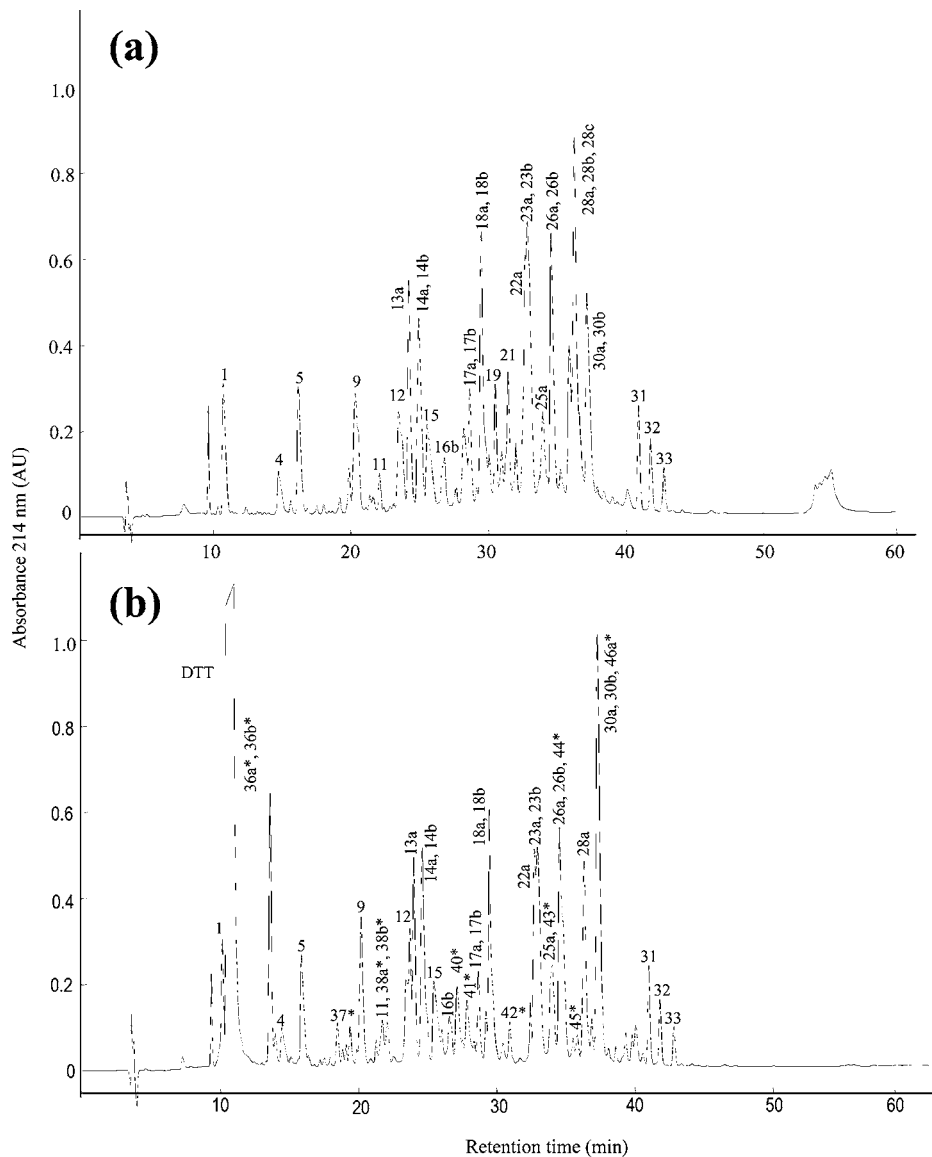 (a)
1.0
0.8
0.6
0.4
0.2
0
1
4
5
9
11
12
13a
14a, 14b
15
16b
17a, 17b
18a, 18b
19
21
22a
23a, 23b
25a
26a, 26b
28a, 28b, 28c
30a, 30b
31
32
33
10
20
30
40
50
60
Absorbance 214 nm (AU)
(b)
1.0
0.8
0.6
0.4
0.2
0
DTT
1
36a*, 36b*
4
5
37*
9
11, 38a*, 38b*
12
13a
14a, 14b
15
16b
40*
41*
17a, 17b
18a, 18b
42*
22a
23a, 23b
25a, 43*
26a, 26b, 44*
45*
28a
30a, 30b, 46a*
31
32
33
10
20
30
40
50
60
Retention time (min)